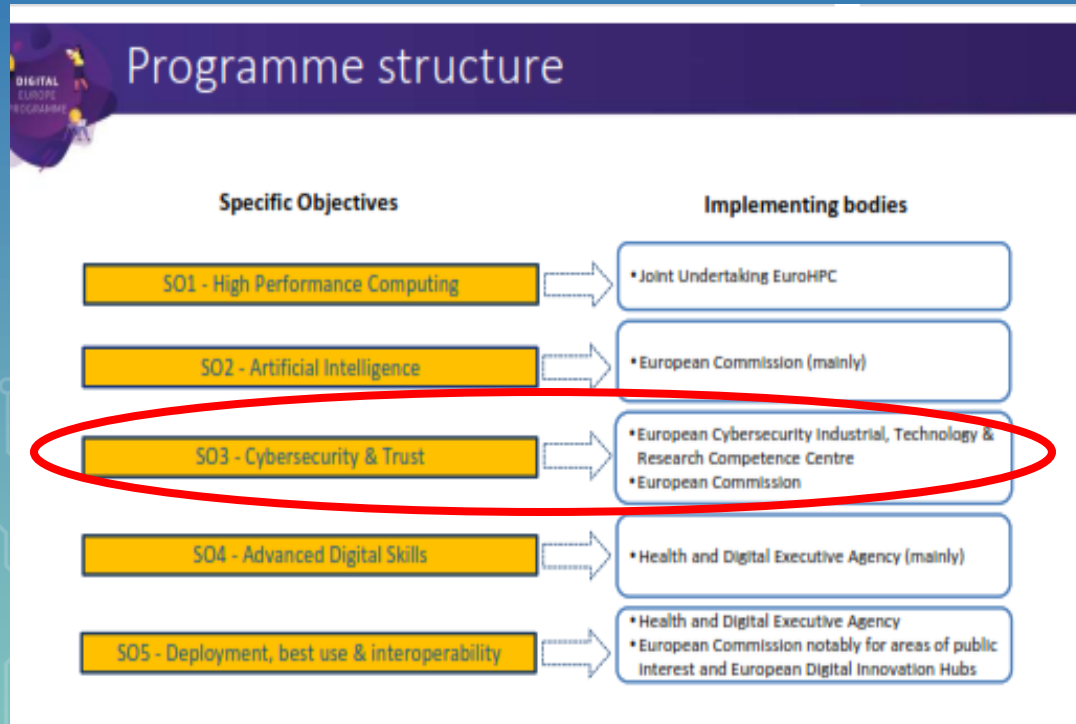 DIGITAL
EUROPE
PROGRAMME
Programme structure
Specific Objectives
Implementing bodies
SO1 - High Performance Computing
•Joint Undertaking EuroHPC
SO2 - Artificial Intelligence
•European Commission (mainly)
SO3 - Cybersecurity & Trust
•European Cybersecurity Industrial, Technology &
Research Competence Centre
•European Commission
SO4 - Advanced Digital Skills
•Health and Digital Executive Agency (mainly)
SO5 - Deployment, best use & interoperability
•Health and Digital Executive Agency
•European Commission notably for areas of public
interest and European Digital Innovation Hubs